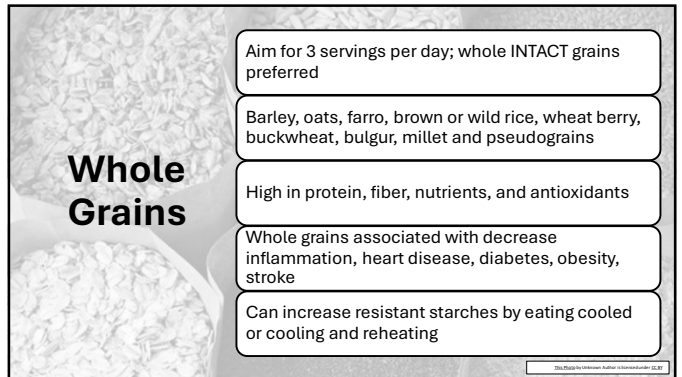 Whole
Grains
Aim for 3 servings per day; whole INTACT grains
preferred
Barley, oats, farro, brown or wild rice, wheat berry,
buckwheat, bulgur, millet and pseudograins
High in protein, fiber, nutrients, and antioxidants
Whole grains associated with decrease
inflammation, heart disease, diabetes, obesity,
stroke
Can increase resistant starches by eating cooled
or cooling and reheating
This Photo by Unknown Author is licensed under CC BY